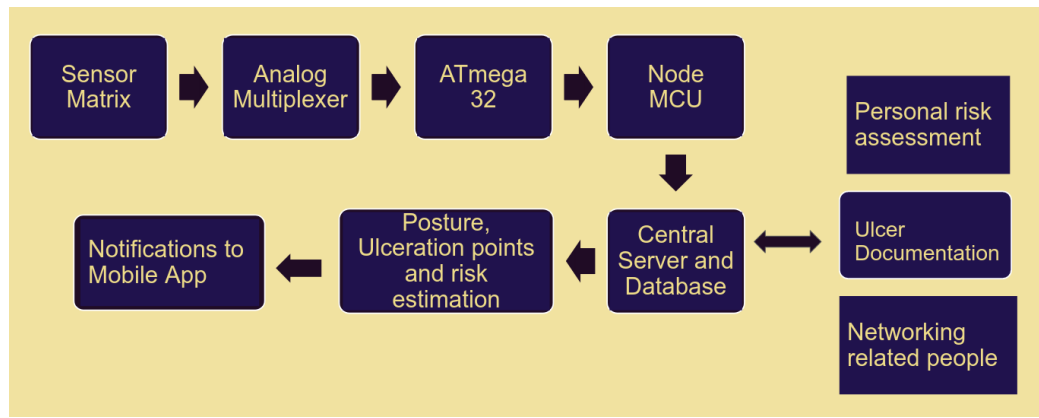 Sensor
Matrix
Analog
Multiplexer
ATmega
32
Node
MCU
Personal risk
assessment
Ulcer
Documentation
Networking
related people
Central
Server and
Database
Posture,
Ulceration points
and risk
estimation
Notifications to
Mobile App